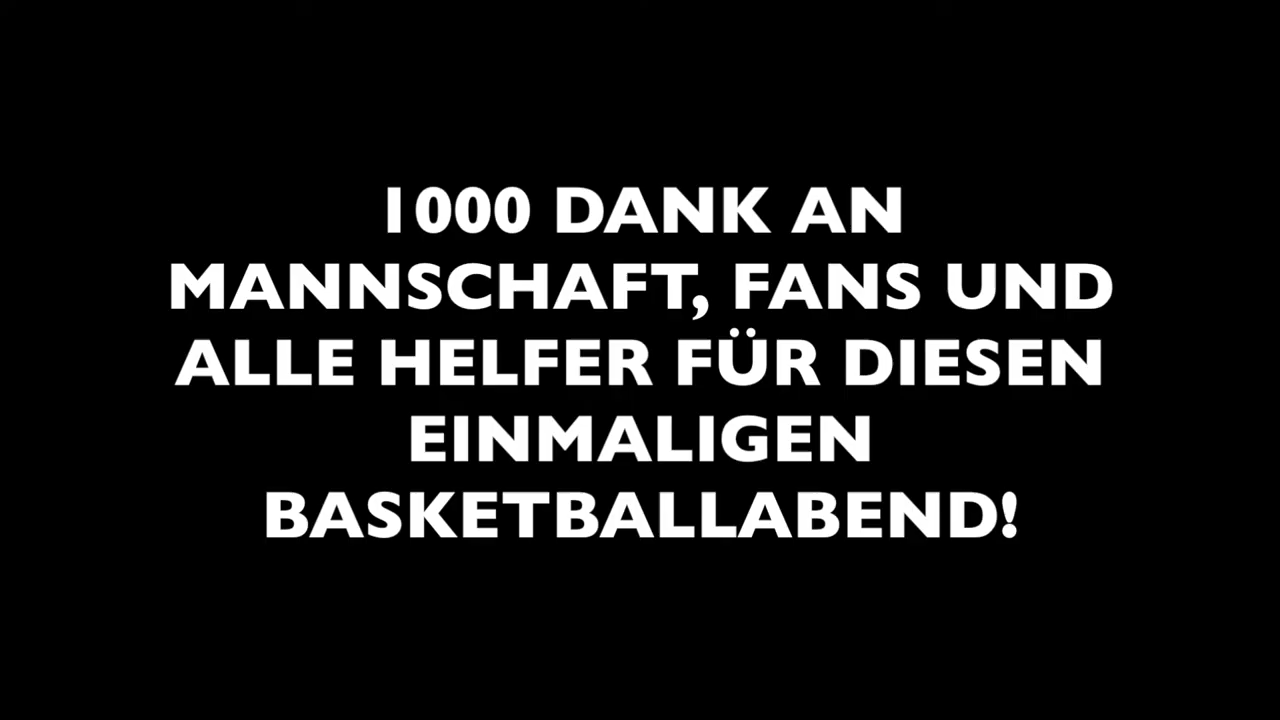 1000 DANK AN
MANNSCHAFT, FANS UND
ALLE HELFER FÜR DIESEN
EINMALIGEN
BASKETBALLABEND!